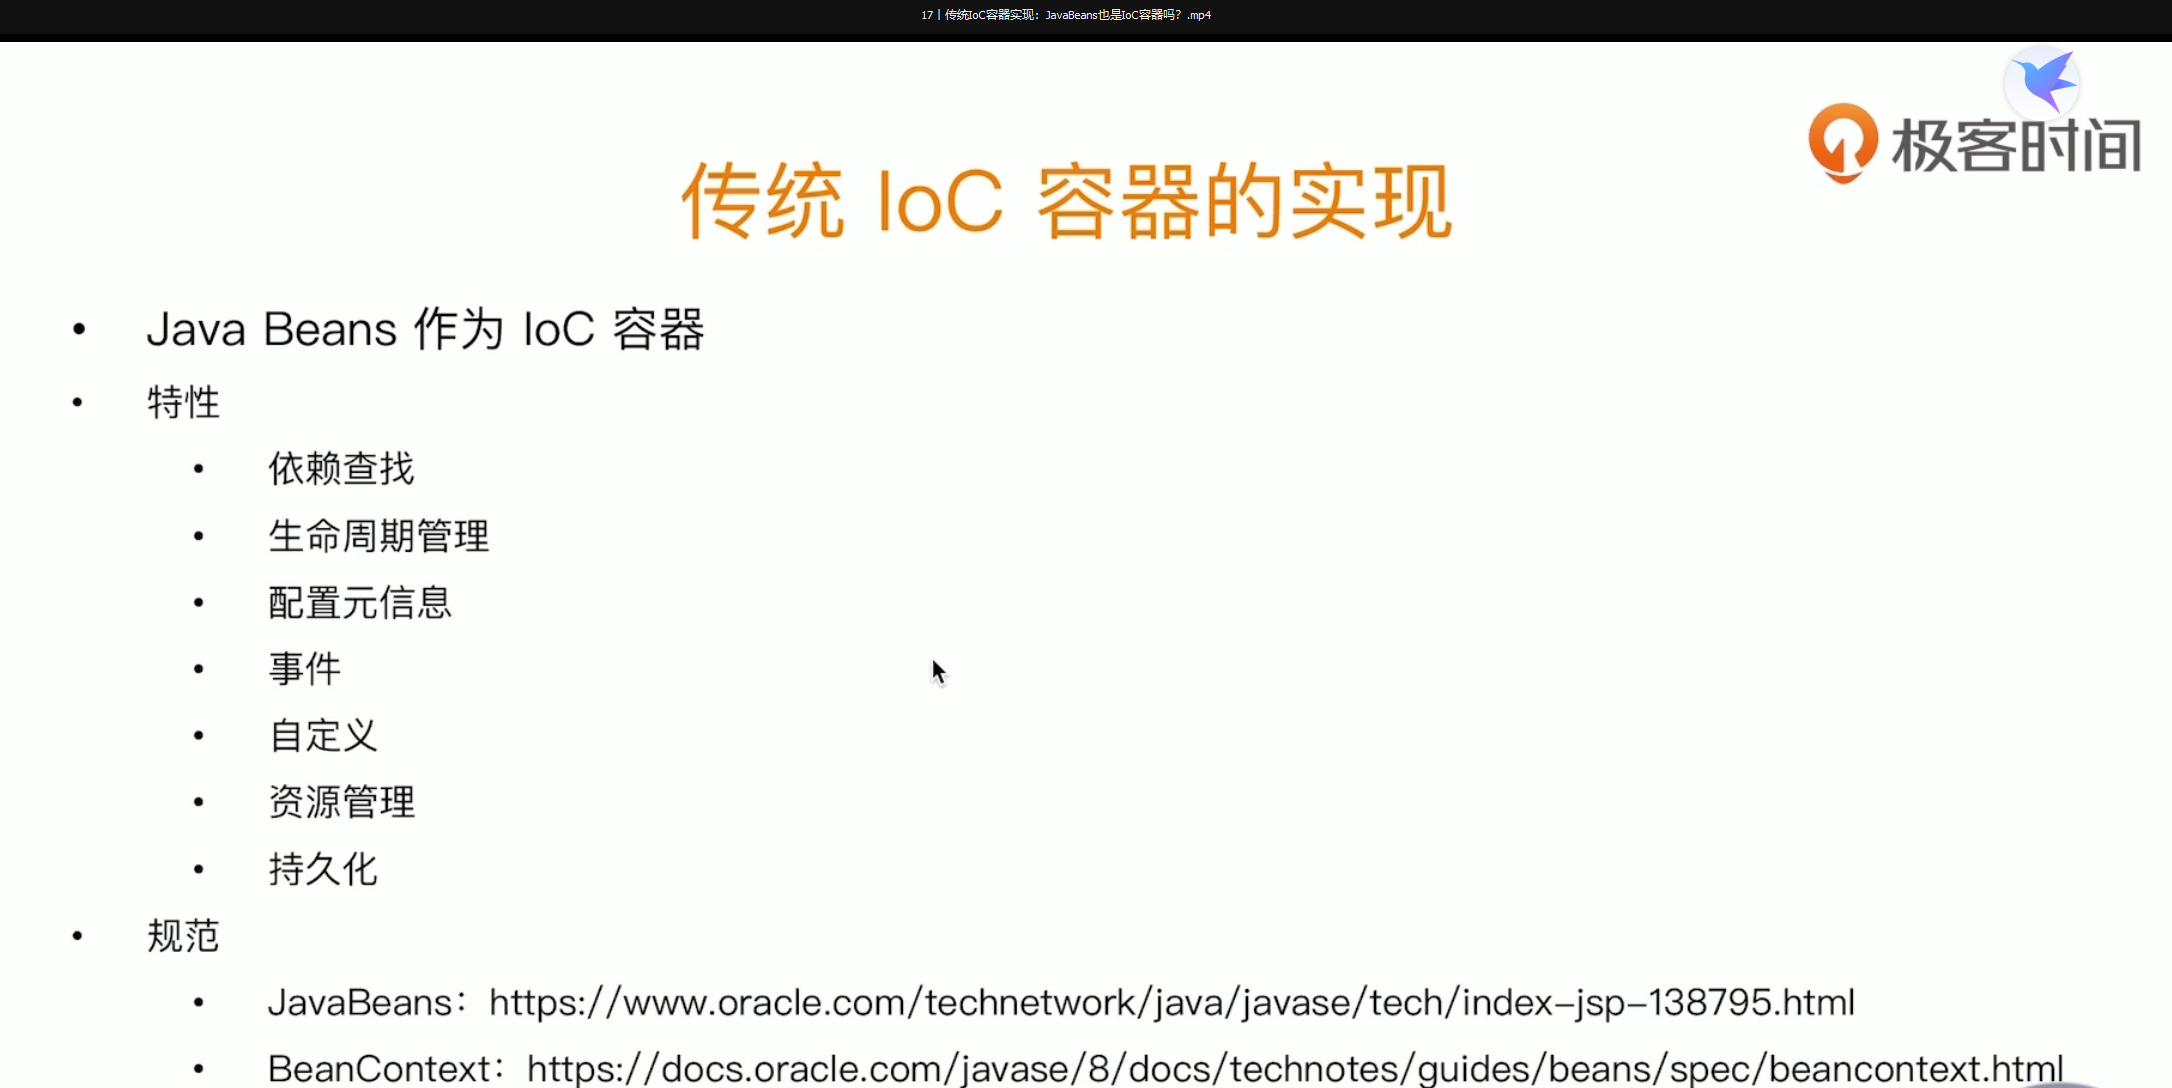 17丨传统IoC容器实现：JavaBeans也是IoC容器吗？.mp4
极客时间
传统 IoC 容器的实现
• Java Beans 作为 IoC 容器
• 特性
• 依赖查找
• 生命周期管理
• 配置元信息
• 事件
• 自定义
• 资源管理
• 持久化
• 规范
• JavaBeans：https://www.oracle.com/technetwork/java/javase/tech/index-jsp-138795.html
• BeanContext：https://docs.oracle.com/javase/8/docs/technotes/guides/beans/spec/beancontext.html